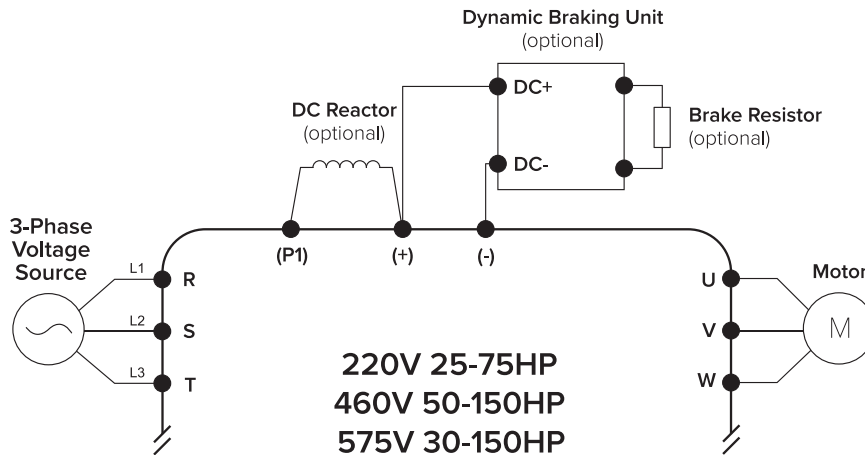 Dynamic Braking Unit
(optional)
DC+
DC Reactor
(optional)
Brake Resistor
(optional)
DC-
3-Phase
Voltage
Source
(P1)
(+)
(-)
L1
R
U
Motor
L2
S
V
M
L3
T
W
220V 25-75HP
460V 50-150HP
575V 30-150HP